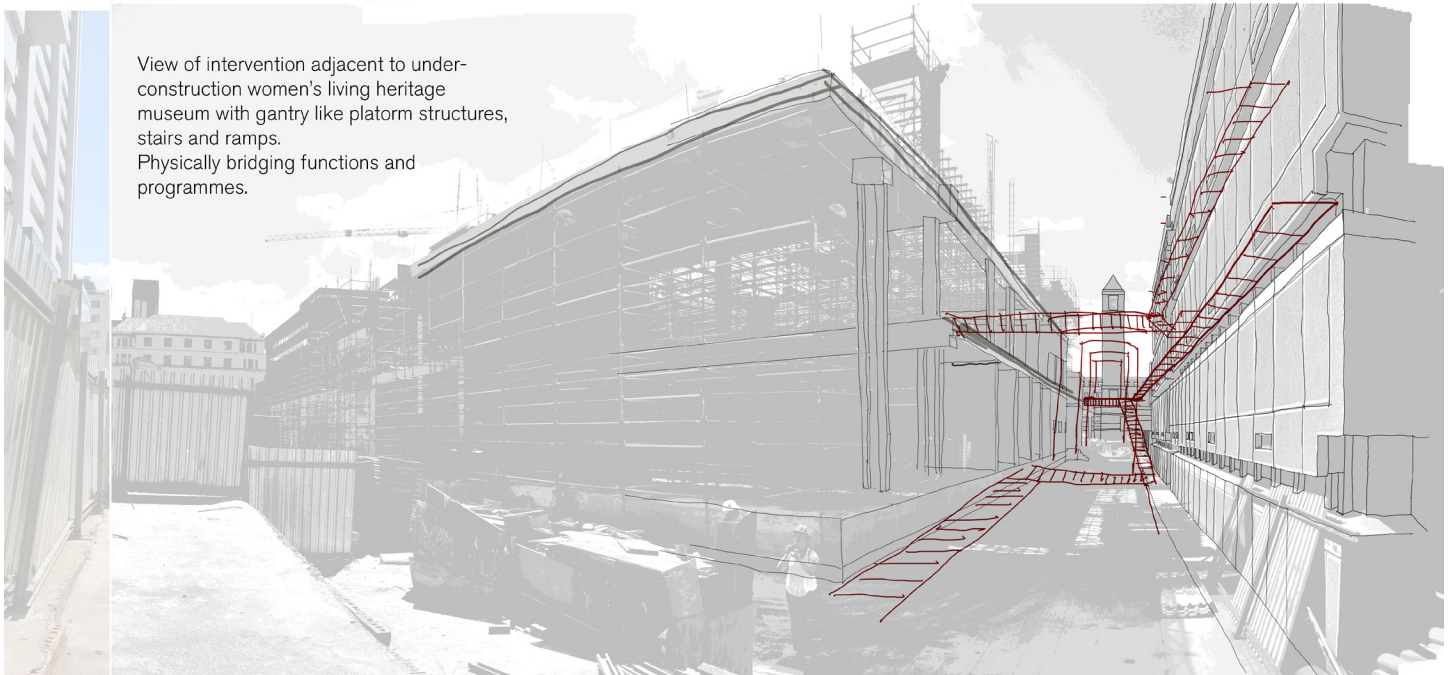 View of intervention adjacent to under-
construction women's living heritage
museum with gantry like platorm structures,
stairs and ramps.
Physically bridging functions and
programmes.